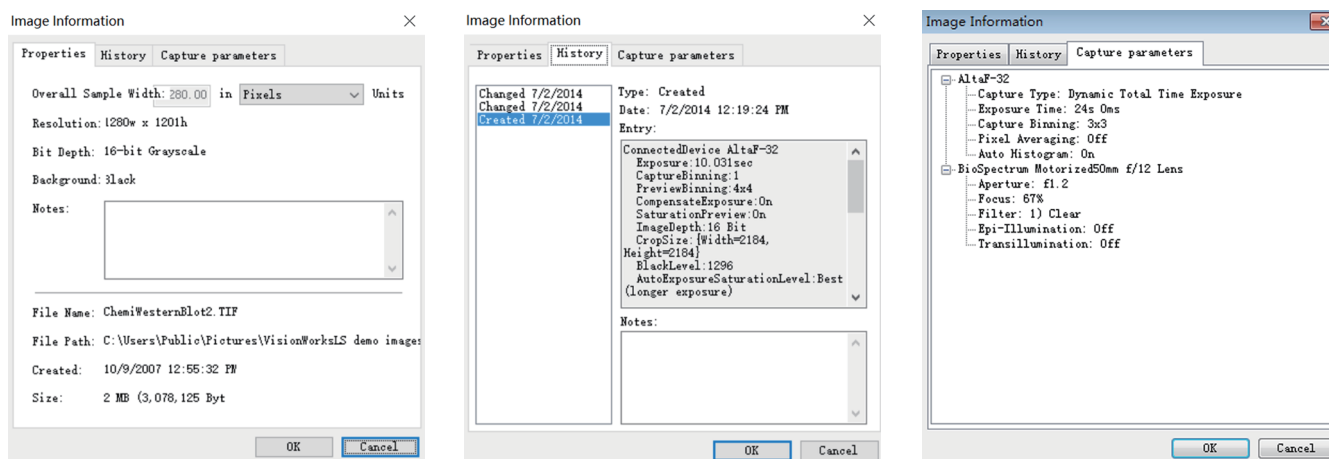 Image Information
Properties History Capture parameters
Overall Sample Width: 280.00 in Pixels Units
Resolution: 1280w x 1201h
Bit Depth: 16-bit Grayscale
Background: Black
Notes:
File Name: ChemiWesternBlot2.TIF
File Path: C:\Users\Public\Pictures\VisionWorksLS demo images
Created: 10/9/2007 12:55:32 PM
Size: 2 MB (3,078,125 Byt
OK Cancel
Image Information
Properties History Capture parameters
Changed 7/2/2014
Changed 7/2/2014
Created 7/2/2014
Type: Created
Date: 7/2/2014 12:19:24 PM
Entry:
ConnectedDevice AltaF-32
Exposure:10.031sec
CaptureBinning:1
PreviewBinning:4x4
CompensateExposure:On
SaturationPreview:On
ImageDepth:16 Bit
CropSize:{Width=2184,
Height=2184}
BlackLevel:1296
AutoExposureSaturationLevel:Best
(longer exposure)
Notes:
OK Cancel
Image Information
Properties History Capture parameters
AltaF-32
Capture Type: Dynamic Total Time Exposure
Exposure Time: 24s 0ms
Capture Binning: 3x3
Pixel Averaging: Off
Auto Histogram: On
BioSpectrum Motorized50mm f/12 Lens
Aperture: f1.2
Focus: 67%
Filter: 1) Clear
Epi-Illumination: Off
Transillumination: Off
OK Cancel